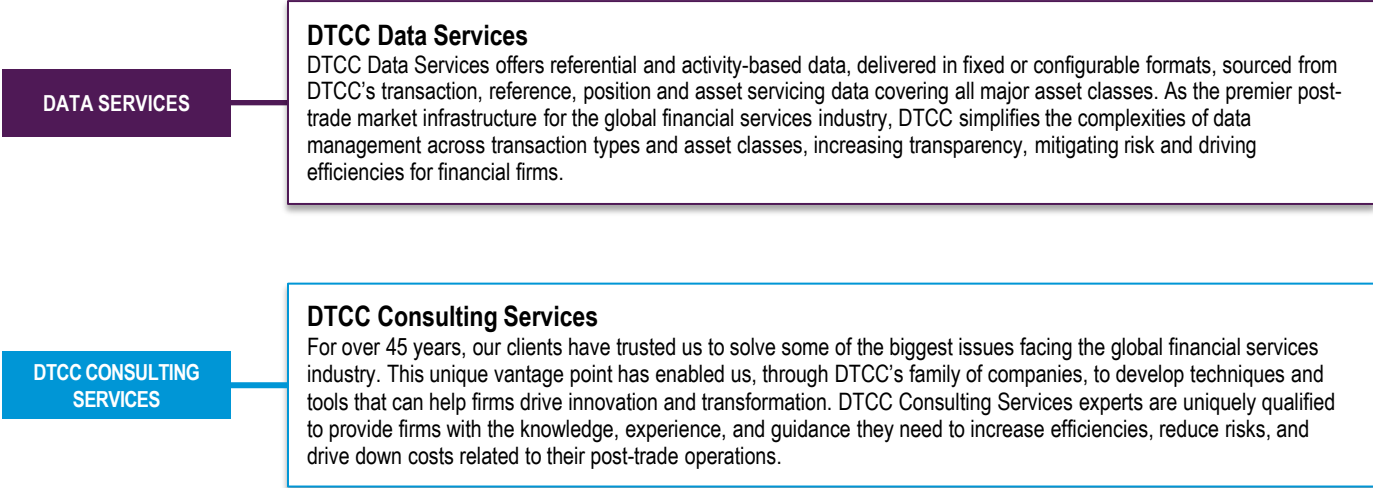 DATA SERVICES
DTCC Data Services
DTCC Data Services offers referential and activity-based data, delivered in fixed or configurable formats, sourced from
DTCC’s transaction, reference, position and asset servicing data covering all major asset classes. As the premier post-
trade market infrastructure for the global financial services industry, DTCC simplifies the complexities of data
management across transaction types and asset classes, increasing transparency, mitigating risk and driving
efficiencies for financial firms.
DTCC CONSULTING
SERVICES
DTCC Consulting Services
For over 45 years, our clients have trusted us to solve some of the biggest issues facing the global financial services
industry. This unique vantage point has enabled us, through DTCC’s family of companies, to develop techniques and
tools that can help firms drive innovation and transformation. DTCC Consulting Services experts are uniquely qualified
to provide firms with the knowledge, experience, and guidance they need to increase efficiencies, reduce risks, and
drive down costs related to their post-trade operations.